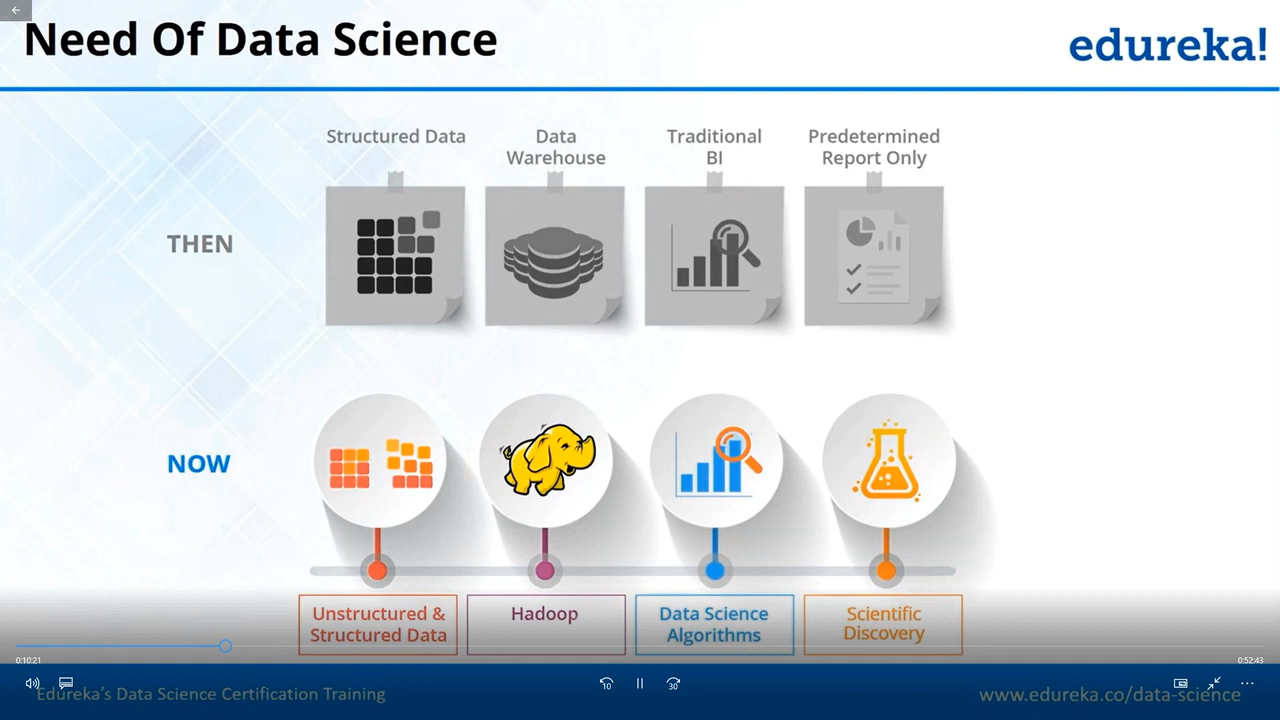 Need Of Data Science
edureka!
Structured Data
Data
Warehouse
Traditional
BI
Predetermined
Report Only
THEN
NOW
Unstructured &
Structured Data
Hadoop
Data Science
Algorithms
Scientific
Discovery
0:10:21
0:52:43
10
30
Edureka's Data Science Certification Training
www.edureka.co/data-science